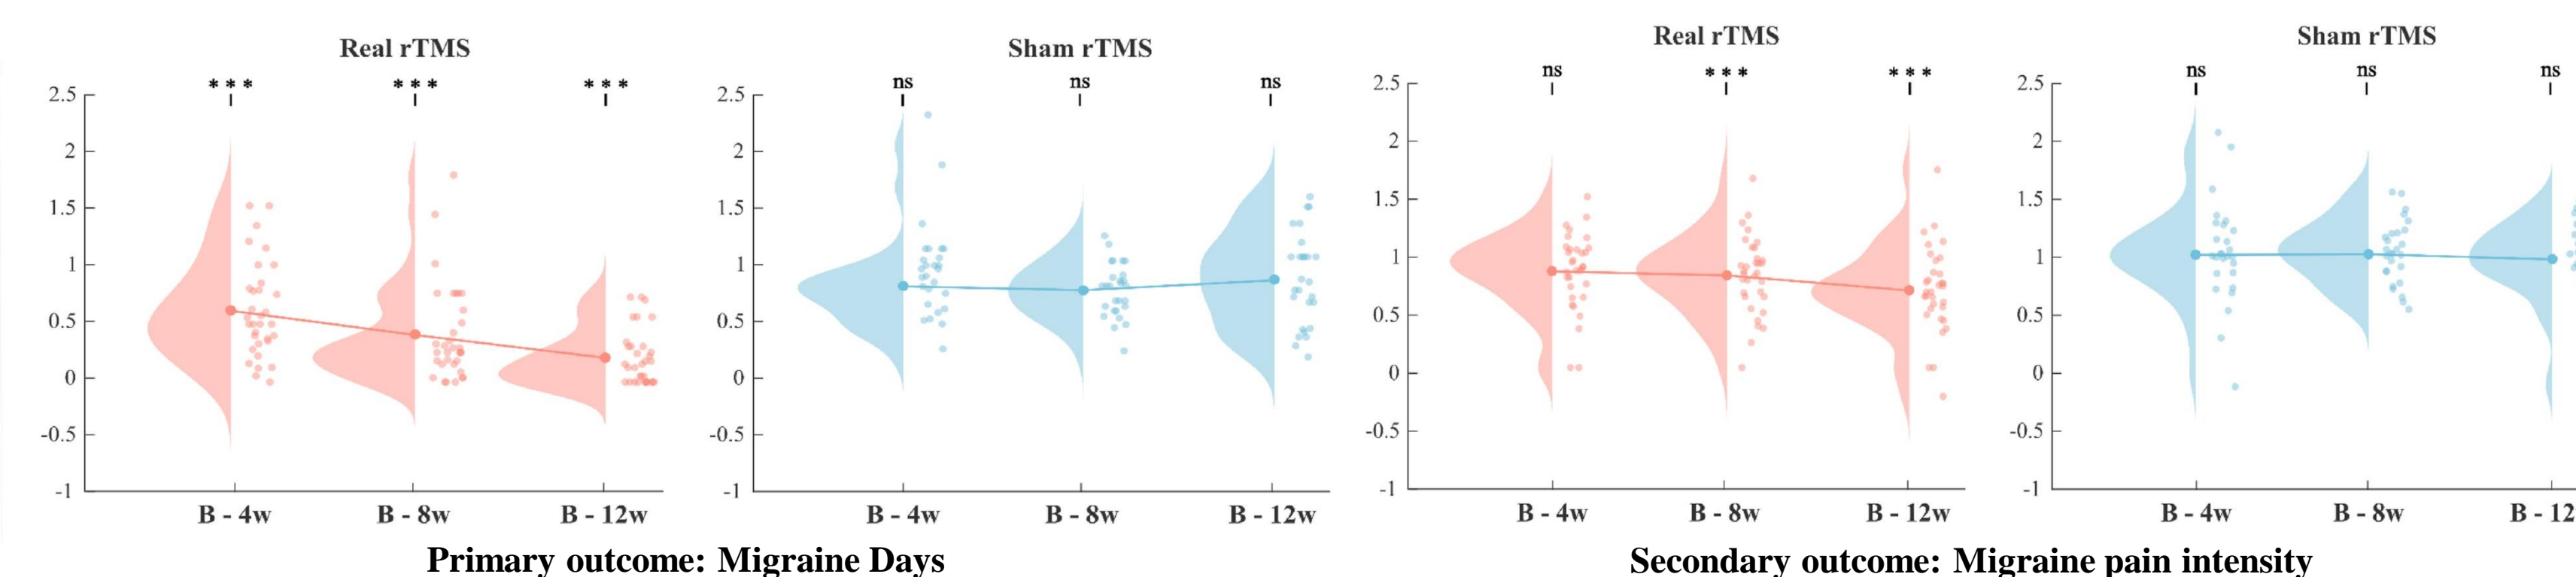 Real rTMS
Sham rTMS
Real rTMS
Sham rTMS
*** *** ***
ns ns ns
ns *** ***
ns ns ns
2.5
2
1.5
1
0.5
0
-0.5
-1
B - 4w B - 8w B - 12w
2.5
2
1.5
1
0.5
0
-0.5
-1
B - 4w B - 8w B - 12w
2.5
2
1.5
1
0.5
0
-0.5
-1
B - 4w B - 8w B - 12w
2.5
2
1.5
1
0.5
0
-0.5
-1
B - 4w B - 8w B - 12
Primary outcome: Migraine Days
Secondary outcome: Migraine pain intensity